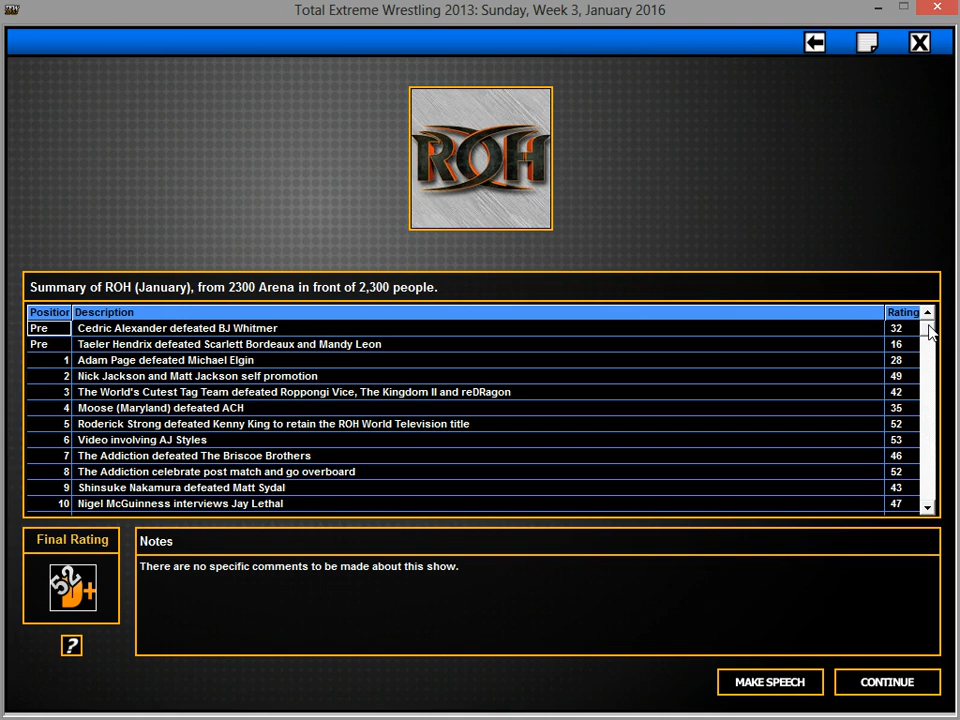 Total Extreme Wrestling 2013: Sunday, Week 3, January 2016
ROH
Summary of ROH (January), from 2300 Arena in front of 2,300 people.
Position Description Rating
Pre Cedric Alexander defeated BJ Whitmer 32
Pre Taeler Hendrix defeated Scarlett Bordeaux and Mandy Leon 16
1 Adam Page defeated Michael Elgin 28
2 Nick Jackson and Matt Jackson self promotion 49
3 The World's Cutest Tag Team defeated Roppongi Vice, The Kingdom II and reDRagon 42
4 Moose (Maryland) defeated ACH 35
5 Roderick Strong defeated Kenny King to retain the ROH World Television title 52
6 Video involving AJ Styles 53
7 The Addiction defeated The Briscoe Brothers 46
8 The Addiction celebrate post match and go overboard 52
9 Shinsuke Nakamura defeated Matt Sydal 43
10 Nigel McGuinness interviews Jay Lethal 47
Final Rating
52 D+
?
Notes
There are no specific comments to be made about this show.
MAKE SPEECH CONTINUE